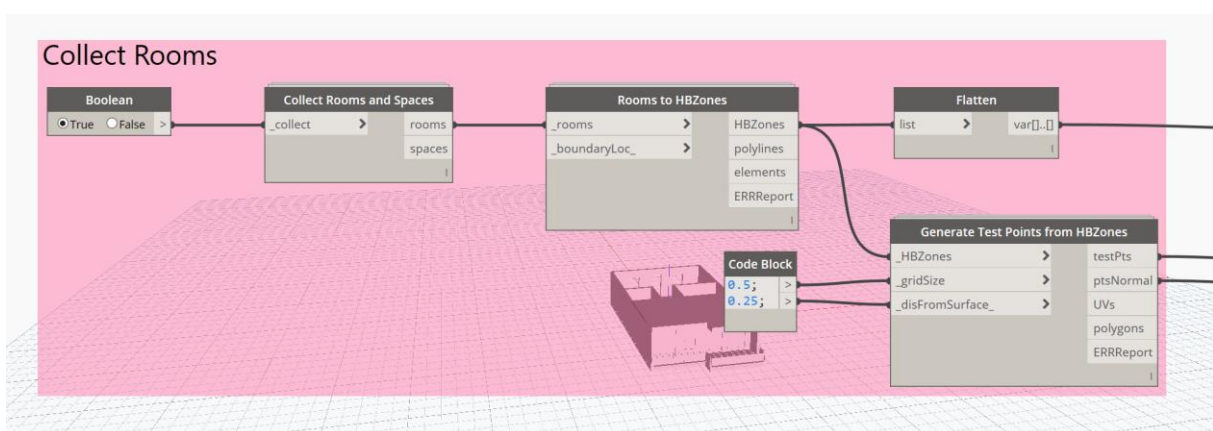 Collect Rooms
Boolean
True False >
Collect Rooms and Spaces
_collect > rooms
spaces
Rooms to HBZones
_rooms > HBZones
_boundaryLoc_ > polylines
elements
ERRReport
Flatten
list > var[]..[]
Code Block
0.5; >
0.25; >
Generate Test Points from HBZones
_HBZones > testPts
_gridSize > ptsNormal
_disFromSurface_ > UVs
polygons
ERRReport